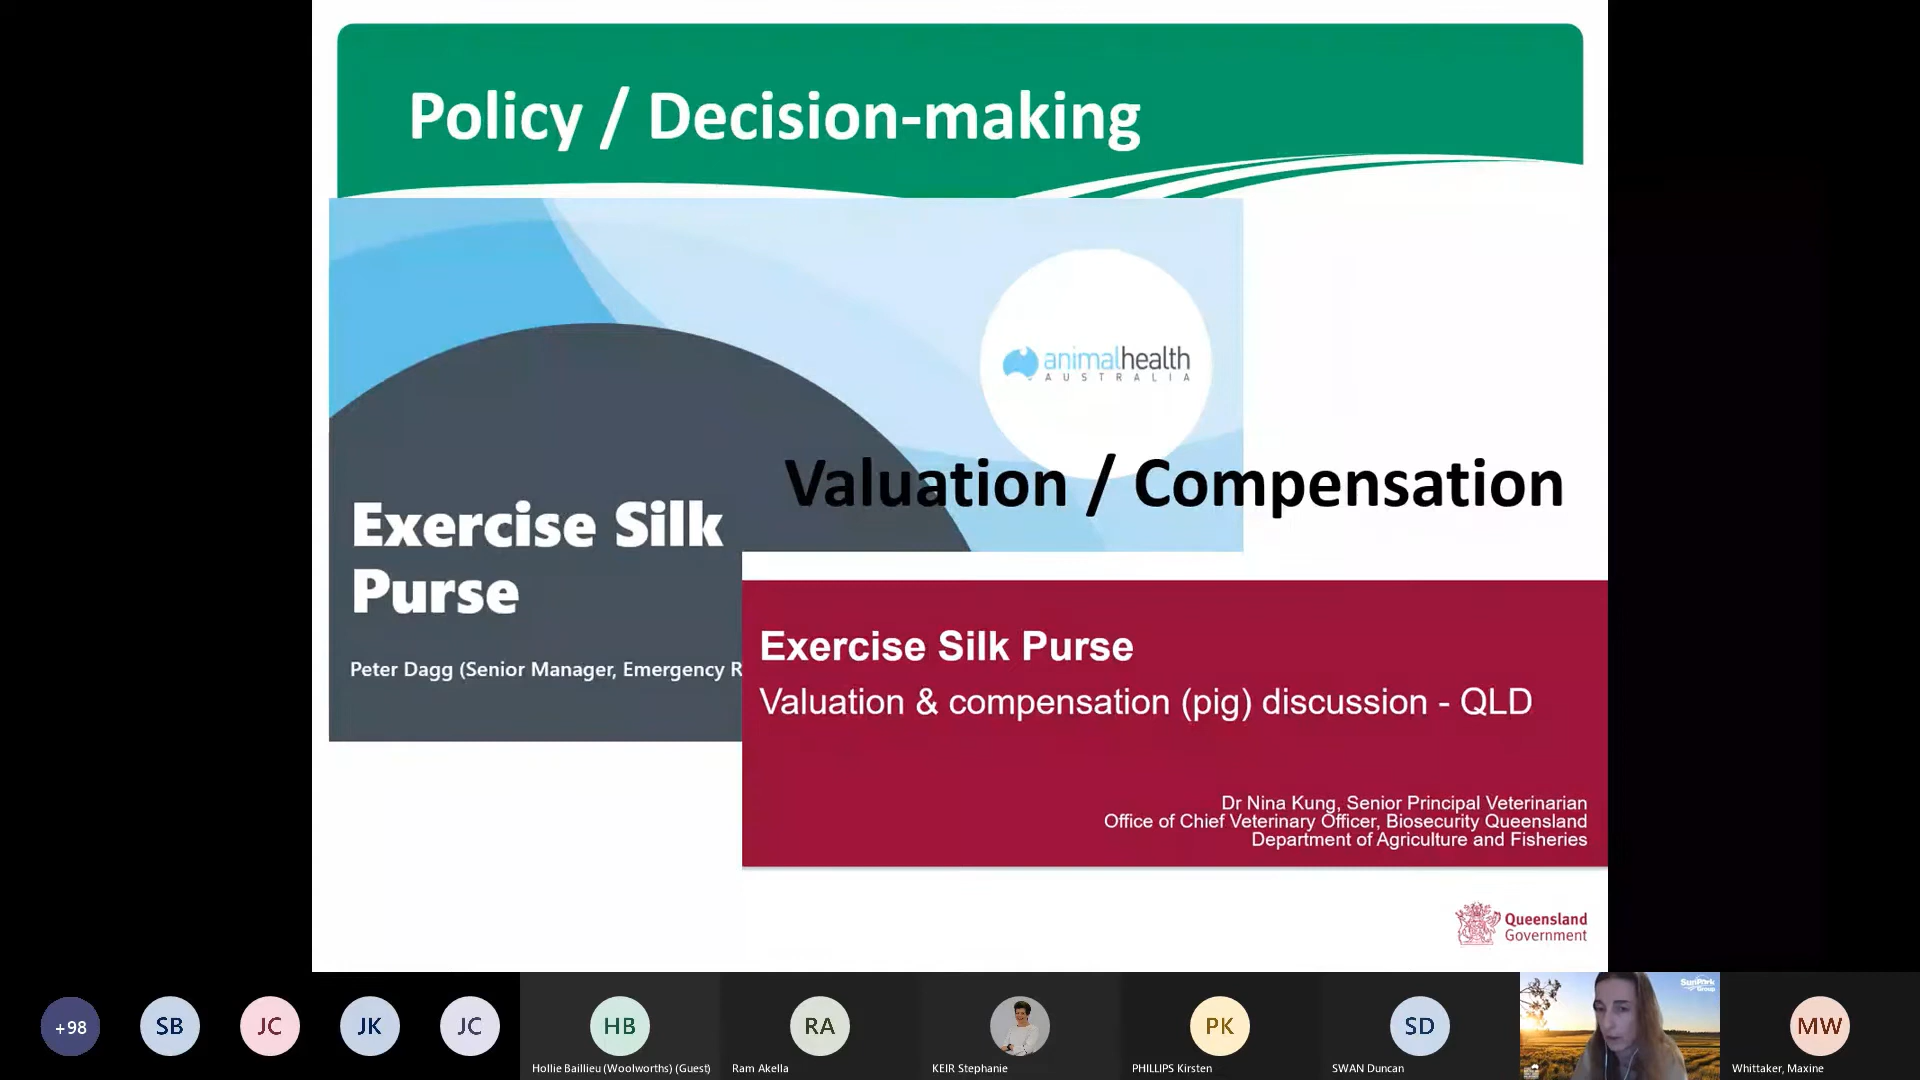 Policy / Decision-making
animalhealth
AUSTRALIA
Valuation / Compensation
Exercise Silk
Purse
Peter Dagg (Senior Manager, Emergency R
Exercise Silk Purse
Valuation & compensation (pig) discussion - QLD
Dr Nina Kung, Senior Principal Veterinarian
Office of Chief Veterinary Officer, Biosecurity Queensland
Department of Agriculture and Fisheries
Queensland
Government
+98
SB
JC
JK
JC
HB
RA
PK
SD
SunPork
Group
MW
Hollie Baillieu (Woolworths) (Guest)
Ram Akella
KEIR Stephanie
PHILLIPS Kirsten
SWAN Duncan
Whittaker, Maxine